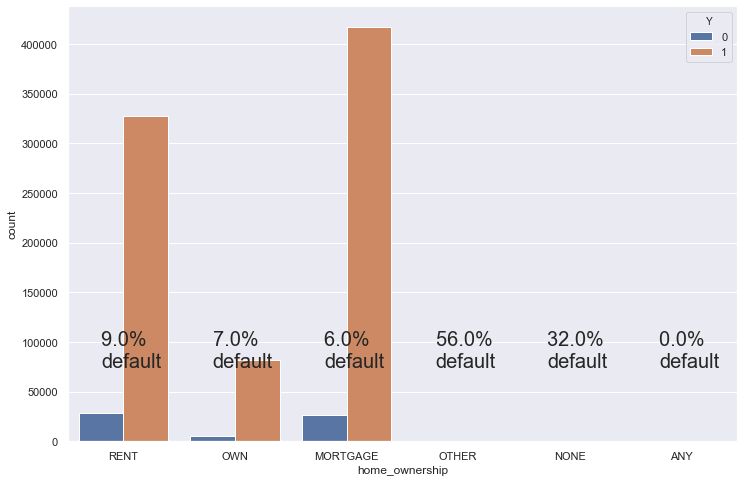 Y
0
1
400000
350000
300000
250000
200000
150000
100000
50000
0
count
9.0%
default
7.0%
default
6.0%
default
56.0%
default
32.0%
default
0.0%
default
RENT
OWN
MORTGAGE
OTHER
NONE
ANY
home_ownership